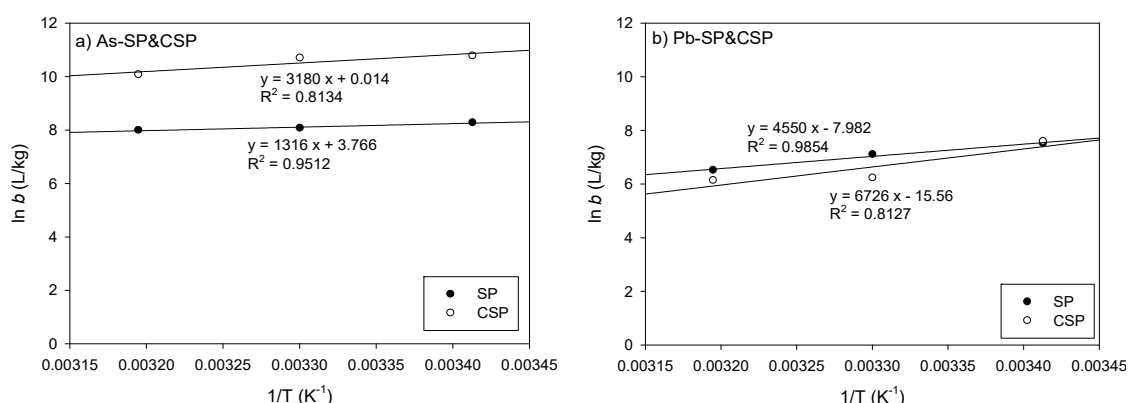 a) As-SP&CSP
ln b (L/kg)
12
10
8
6
4
2
0
y = 3180 x + 0.014
R² = 0.8134
y = 1316 x + 3.766
R² = 0.9512
SP
CSP
0.00315 0.00320 0.00325 0.00330 0.00335 0.00340 0.00345
1/T (K⁻¹)
b) Pb-SP&CSP
ln b (L/kg)
12
10
8
6
4
2
0
y = 4550 x - 7.982
R² = 0.9854
y = 6726 x - 15.56
R² = 0.8127
SP
CSP
0.00315 0.00320 0.00325 0.00330 0.00335 0.00340 0.00345
1/T (K⁻¹)